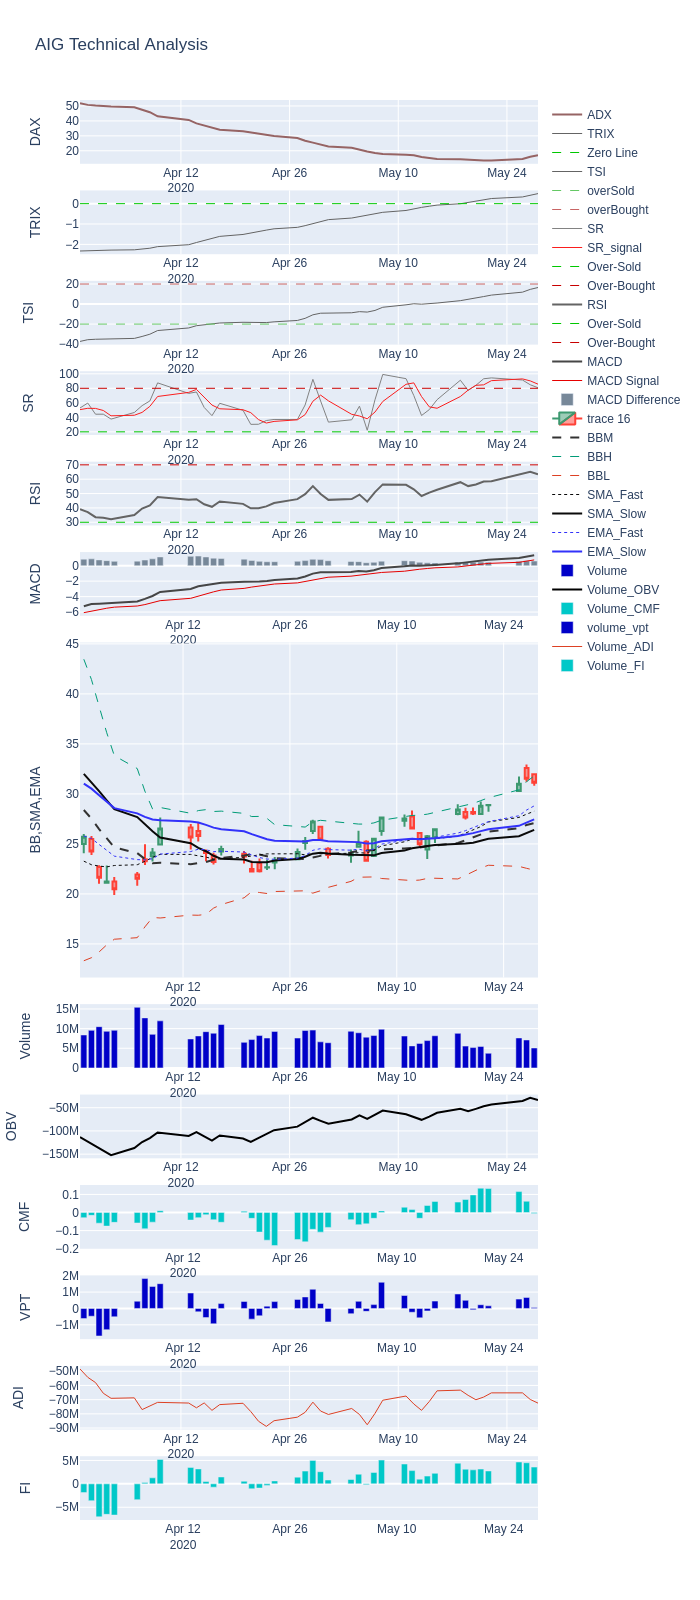 AIG Technical Analysis
DAX
50
40
30
20
Apr 12
2020
Apr 26
May 10
May 24
TRIX
0
−1
−2
Apr 12
2020
Apr 26
May 10
May 24
TSI
20
0
−20
−40
Apr 12
2020
Apr 26
May 10
May 24
SR
100
80
60
40
20
Apr 12
2020
Apr 26
May 10
May 24
RSI
70
60
50
40
30
Apr 12
2020
Apr 26
May 10
May 24
MACD
0
−2
−4
−6
Apr 12
2020
Apr 26
May 10
May 24
BB,SMA,EMA
45
40
35
30
25
20
15
Apr 12
2020
Apr 26
May 10
May 24
Volume
15M
10M
5M
0
Apr 12
2020
Apr 26
May 10
May 24
OBV
−50M
−100M
−150M
Apr 12
2020
Apr 26
May 10
May 24
CMF
0.1
0
−0.1
−0.2
Apr 12
2020
Apr 26
May 10
May 24
VPT
2M
1M
0
−1M
Apr 12
2020
Apr 26
May 10
May 24
ADI
−50M
−60M
−70M
−80M
−90M
Apr 12
2020
Apr 26
May 10
May 24
FI
5M
0
−5M
Apr 12
2020
Apr 26
May 10
May 24
ADX
TRIX
Zero Line
TSI
overSold
overBought
SR
SR_signal
Over-Sold
Over-Bought
RSI
Over-Sold
Over-Bought
MACD
MACD Signal
MACD Difference
trace 16
BBM
BBH
BBL
SMA_Fast
SMA_Slow
EMA_Fast
EMA_Slow
Volume
Volume_OBV
Volume_CMF
volume_vpt
Volume_ADI
Volume_FI